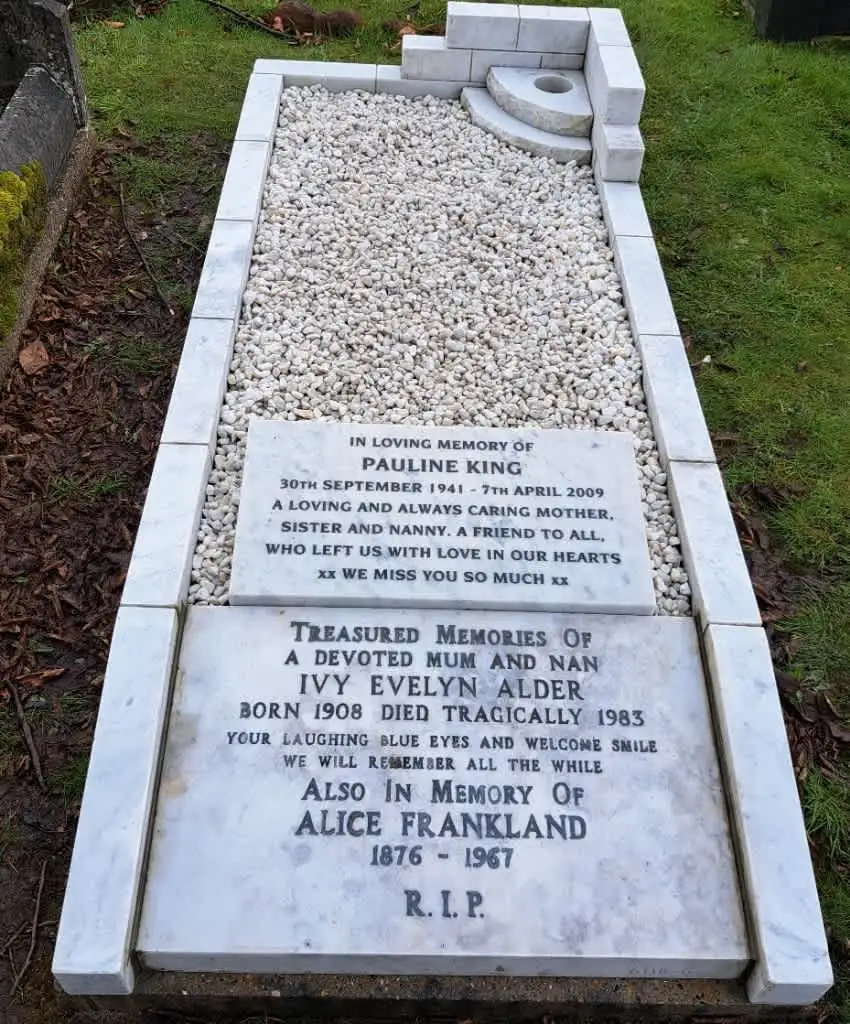 IN LOVING MEMORY OF
PAULINE KING
30TH SEPTEMBER 1941 - 7TH APRIL 2009
A LOVING AND ALWAYS CARING MOTHER,
SISTER AND NANNY. A FRIEND TO ALL,
WHO LEFT US WITH LOVE IN OUR HEARTS
xx WE MISS YOU SO MUCH xx
TREASURED MEMORIES OF
A DEVOTED MUM AND NAN
IVY EVELYN ALDER
BORN 1908 DIED TRAGICALLY 1983
YOUR LAUGHING BLUE EYES AND WELCOME SMILE
WE WILL REMEMBER ALL THE WHILE
ALSO IN MEMORY OF
ALICE FRANKLAND
1876 - 1967
R.I.P.